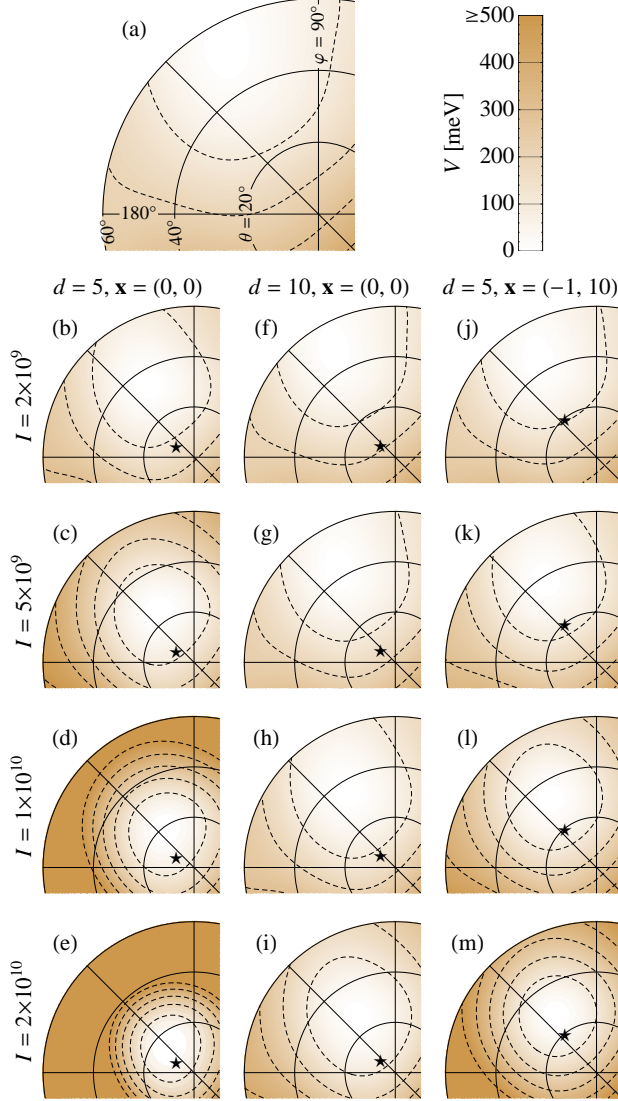 (a)
φ = 90°
180°
θ = 20°
40°
60°
≥500
400
300
200
100
0
V [meV]
d = 5, x = (0, 0)
d = 10, x = (0, 0)
d = 5, x = (−1, 10)
I = 2×10⁹
(b)
(f)
(j)
I = 5×10⁹
(c)
(g)
(k)
I = 1×10¹⁰
(d)
(h)
(l)
I = 2×10¹⁰
(e)
(i)
(m)